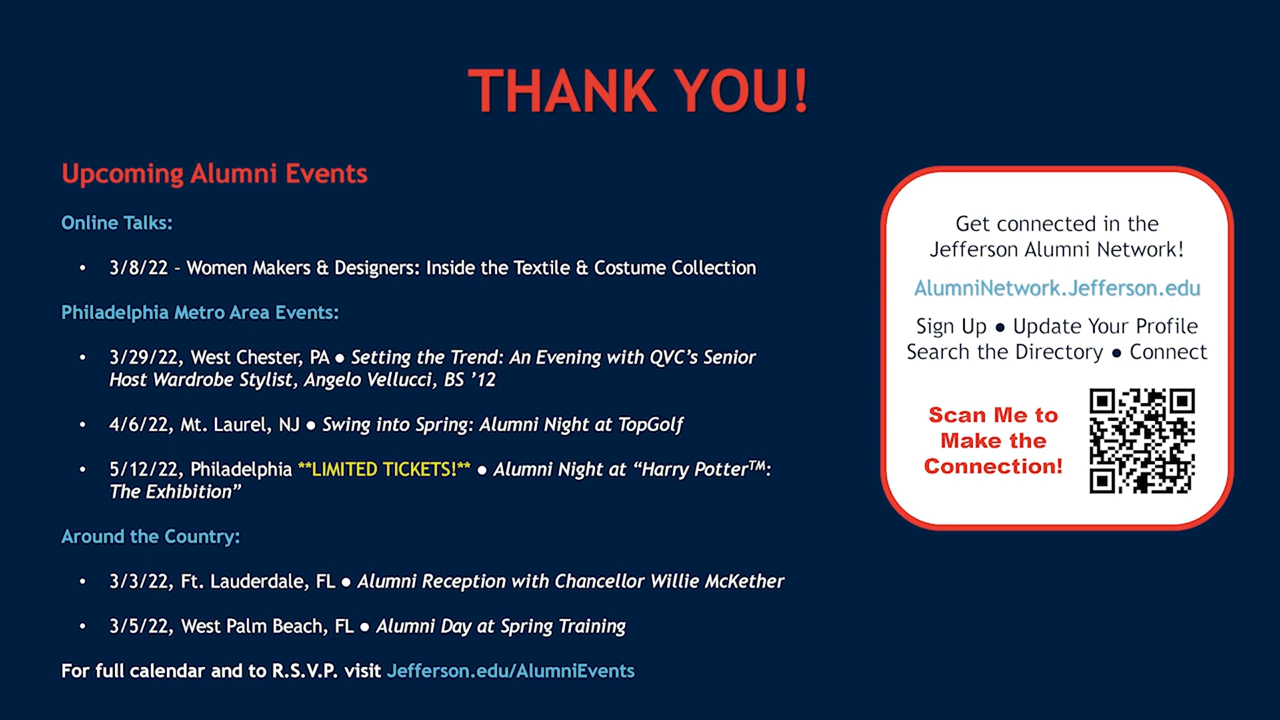 THANK YOU!
Upcoming Alumni Events
Online Talks:
• 3/8/22 – Women Makers & Designers: Inside the Textile & Costume Collection
Philadelphia Metro Area Events:
• 3/29/22, West Chester, PA ● Setting the Trend: An Evening with QVC's Senior
Host Wardrobe Stylist, Angelo Vellucci, BS '12
• 4/6/22, Mt. Laurel, NJ ● Swing into Spring: Alumni Night at TopGolf
• 5/12/22, Philadelphia **LIMITED TICKETS!** ● Alumni Night at “Harry Potter™:
The Exhibition”
Around the Country:
• 3/3/22, Ft. Lauderdale, FL ● Alumni Reception with Chancellor Willie McKether
• 3/5/22, West Palm Beach, FL ● Alumni Day at Spring Training
For full calendar and to R.S.V.P. visit Jefferson.edu/AlumniEvents
Get connected in the
Jefferson Alumni Network!
AlumniNetwork.Jefferson.edu
Sign Up ● Update Your Profile
Search the Directory ● Connect
Scan Me to
Make the
Connection!